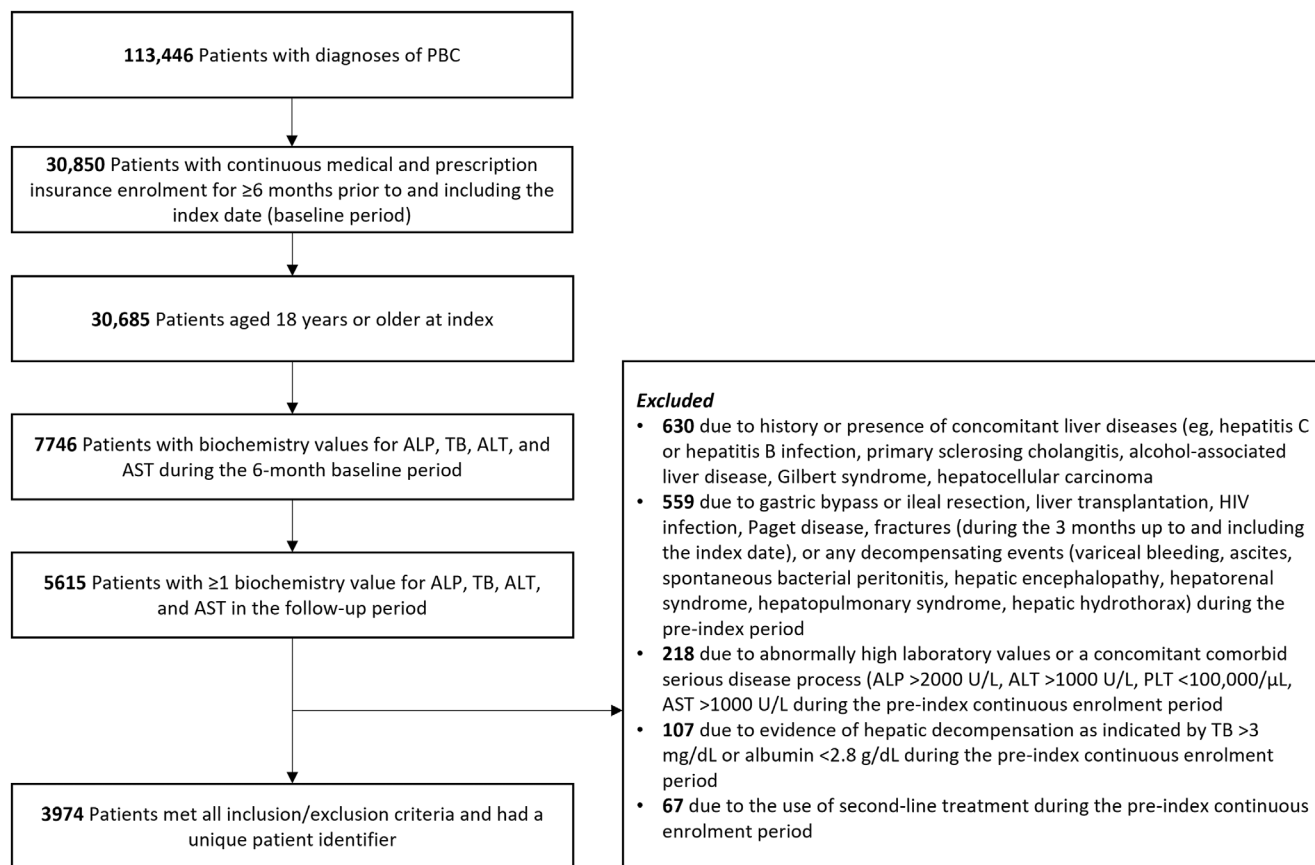 113,446 Patients with diagnoses of PBC
30,850 Patients with continuous medical and prescription
insurance enrolment for ≥6 months prior to and including the
index date (baseline period)
30,685 Patients aged 18 years or older at index
7746 Patients with biochemistry values for ALP, TB, ALT, and
AST during the 6-month baseline period
5615 Patients with ≥1 biochemistry value for ALP, TB, ALT,
and AST in the follow-up period
Excluded
• 630 due to history or presence of concomitant liver diseases (eg, hepatitis C
or hepatitis B infection, primary sclerosing cholangitis, alcohol-associated
liver disease, Gilbert syndrome, hepatocellular carcinoma
• 559 due to gastric bypass or ileal resection, liver transplantation, HIV
infection, Paget disease, fractures (during the 3 months up to and including
the index date), or any decompensating events (variceal bleeding, ascites,
spontaneous bacterial peritonitis, hepatic encephalopathy, hepatorenal
syndrome, hepatopulmonary syndrome, hepatic hydrothorax) during the
pre-index period
• 218 due to abnormally high laboratory values or a concomitant comorbid
serious disease process (ALP >2000 U/L, ALT >1000 U/L, PLT <100,000/μL,
AST >1000 U/L during the pre-index continuous enrolment period
• 107 due to evidence of hepatic decompensation as indicated by TB >3
mg/dL or albumin <2.8 g/dL during the pre-index continuous enrolment
period
• 67 due to the use of second-line treatment during the pre-index continuous
enrolment period
3974 Patients met all inclusion/exclusion criteria and had a
unique patient identifier